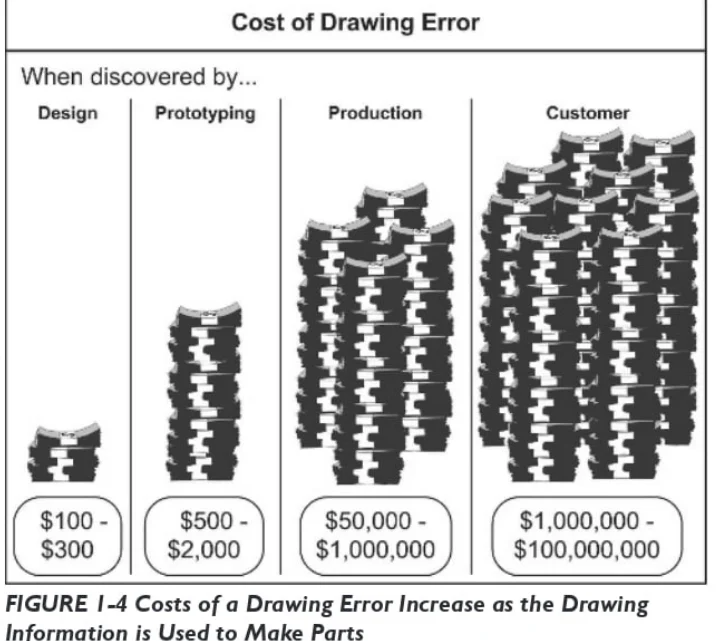 Cost of Drawing Error
When discovered by...
Design
Prototyping
Production
Customer
$100 -
$300
$500 -
$2,000
$50,000 -
$1,000,000
$1,000,000 -
$100,000,000
FIGURE 1-4 Costs of a Drawing Error Increase as the Drawing
Information is Used to Make Parts